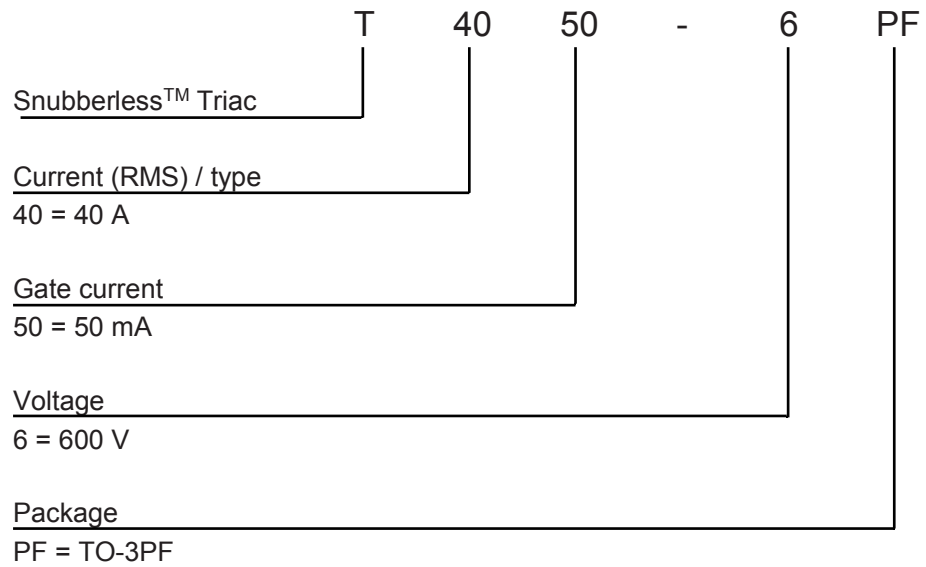 T 40 50 - 6 PF
Snubberless™ Triac
Current (RMS) / type
40 = 40 A
Gate current
50 = 50 mA
Voltage
6 = 600 V
Package
PF = TO-3PF